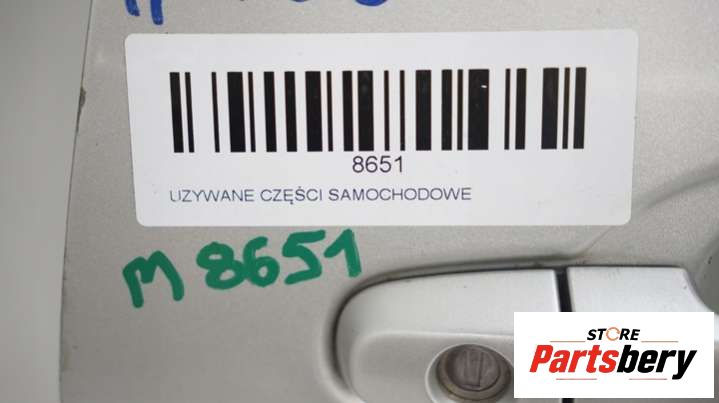 8651
UZYWANE CZĘŚCI SAMOCHODOWE
M 8651
STORE
Partsbery